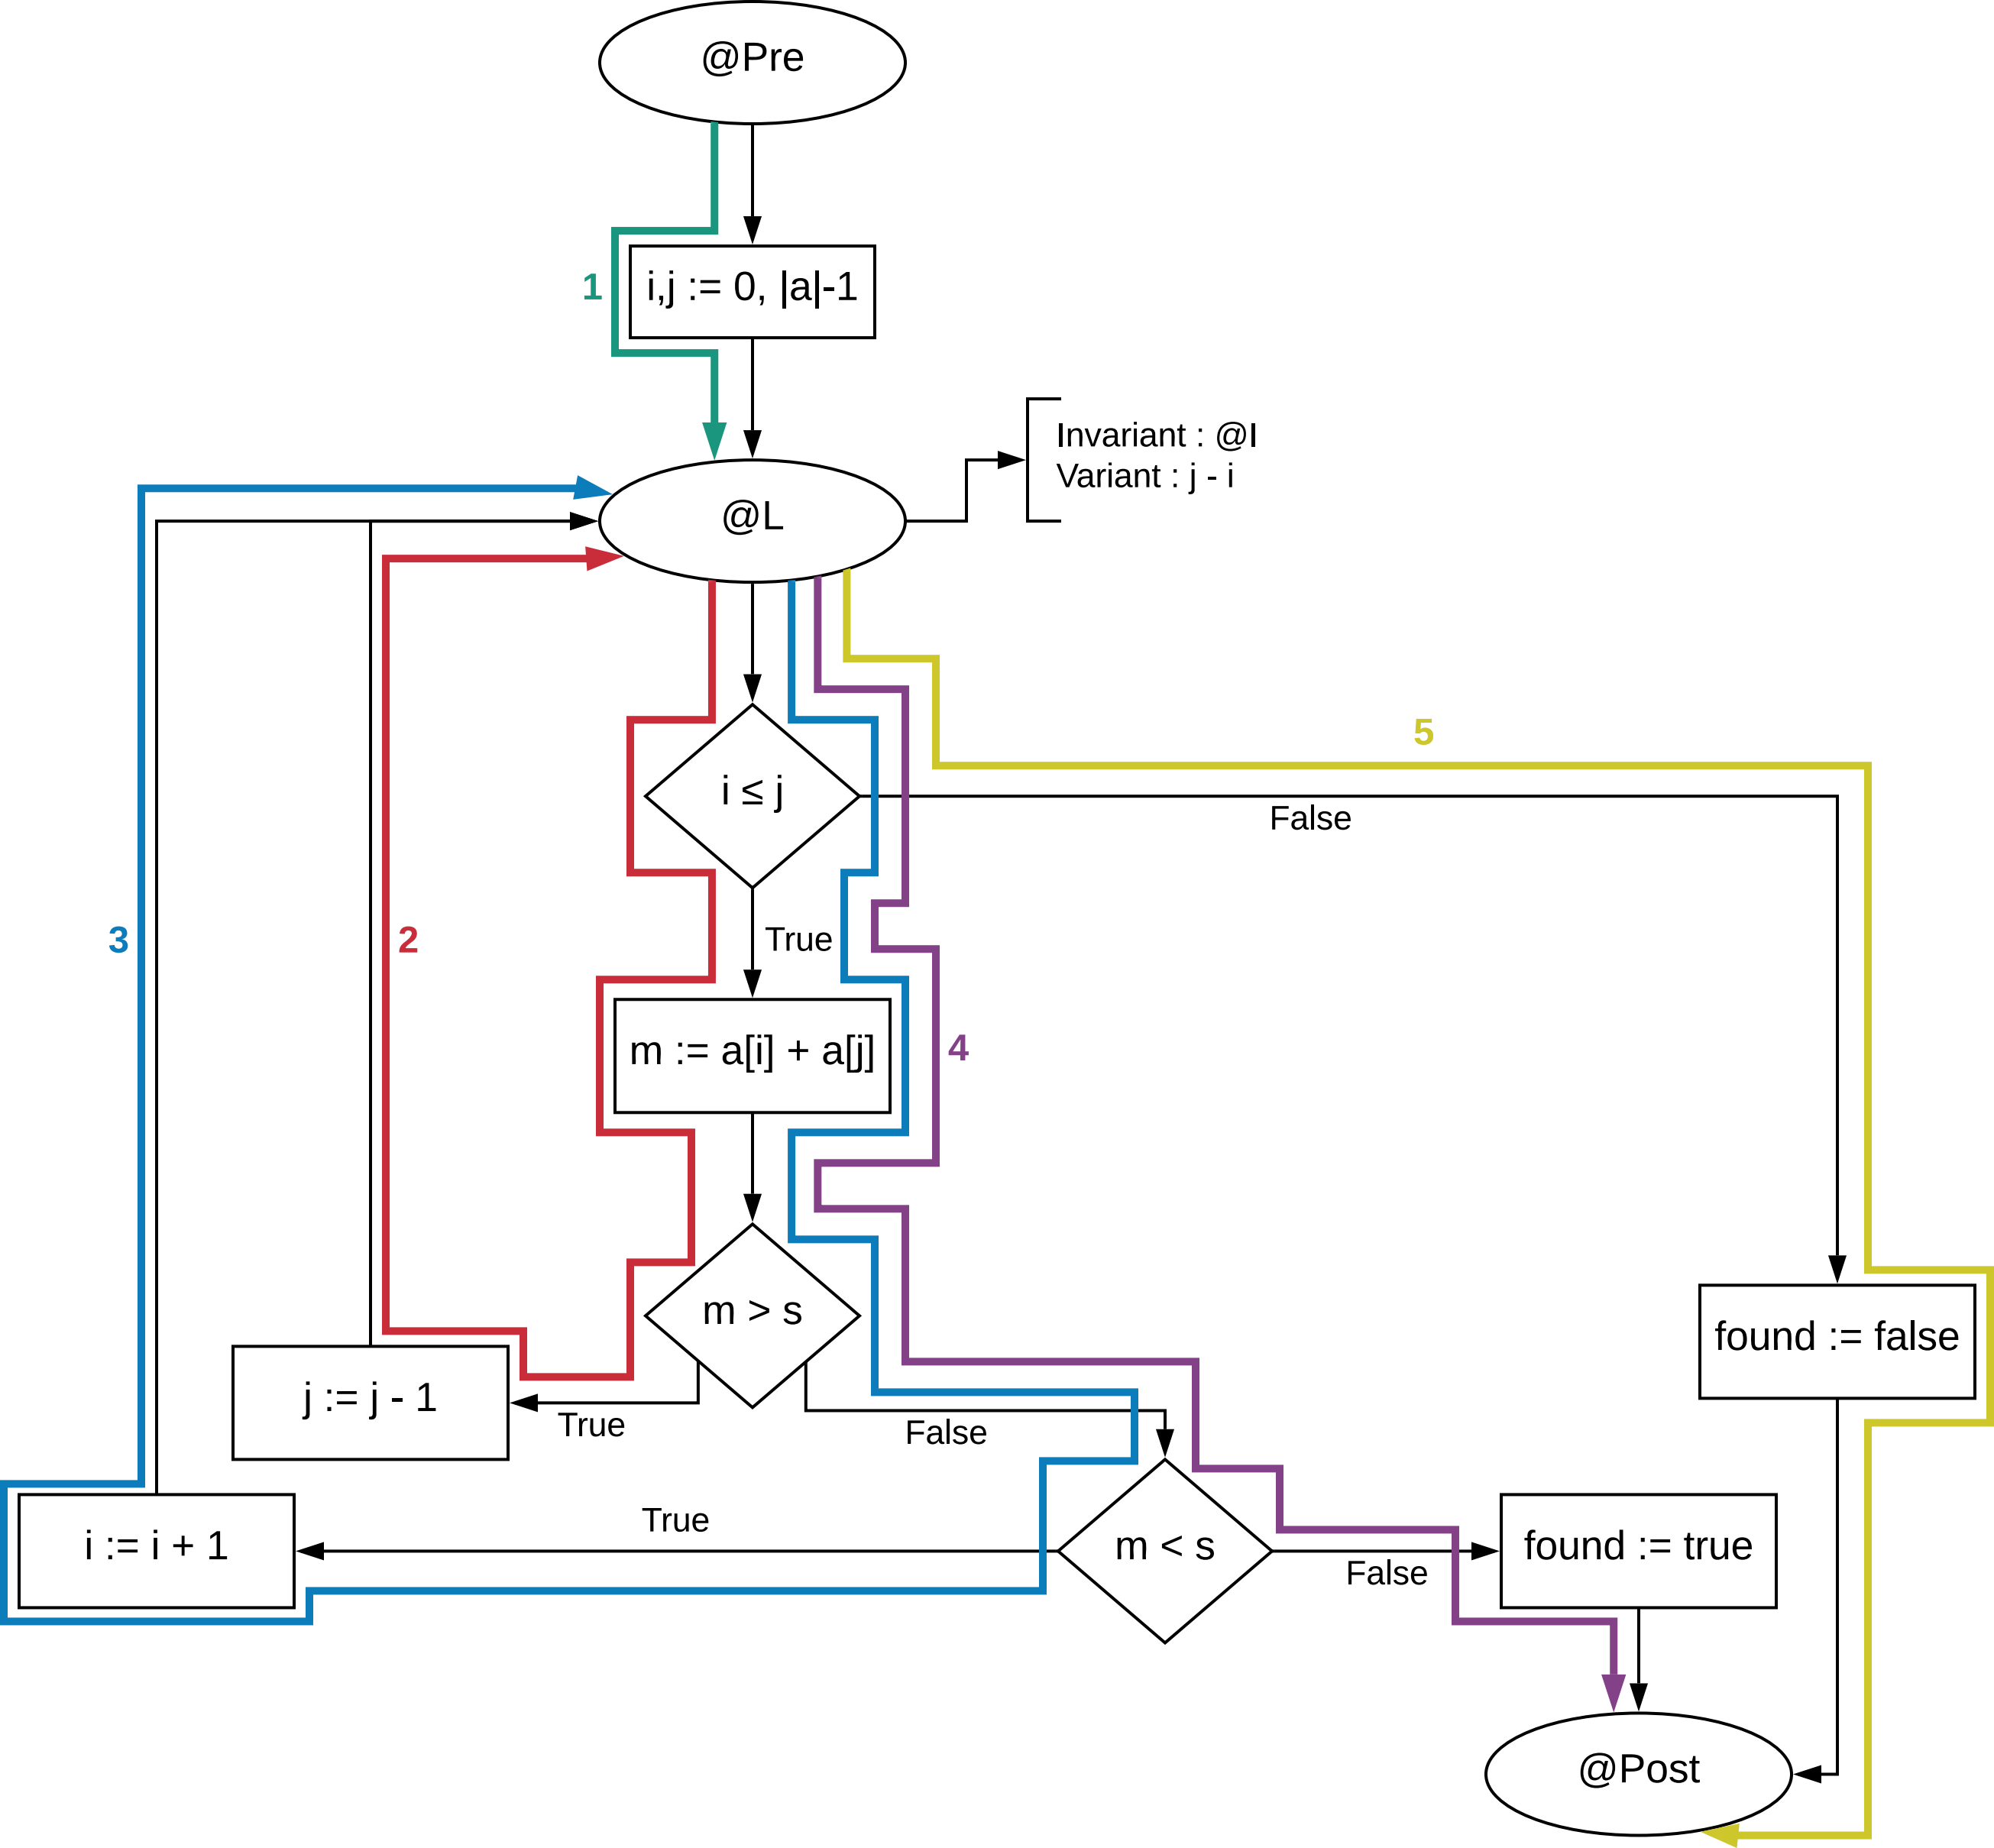 @Pre
1
i,j := 0, |a|-1
Invariant : @I
Variant : j - i
@L
5
i ≤ j
False
3
2
True
m := a[i] + a[j]
4
m > s
found := false
j := j - 1
True
False
True
i := i + 1
m < s
False
found := true
@Post